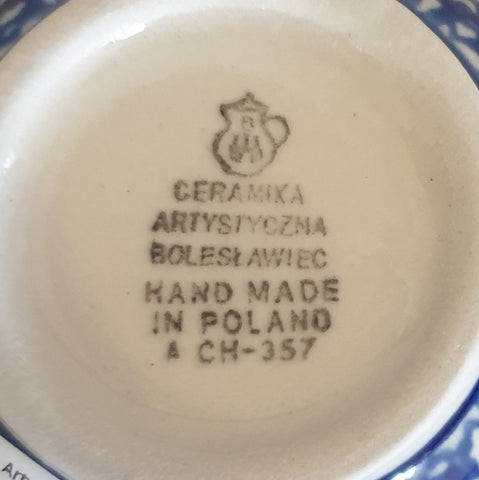 B
CERAMIKA
ARTYSTYCZNA
BOLESŁAWIEC
HAND MADE
IN POLAND
A CH-357